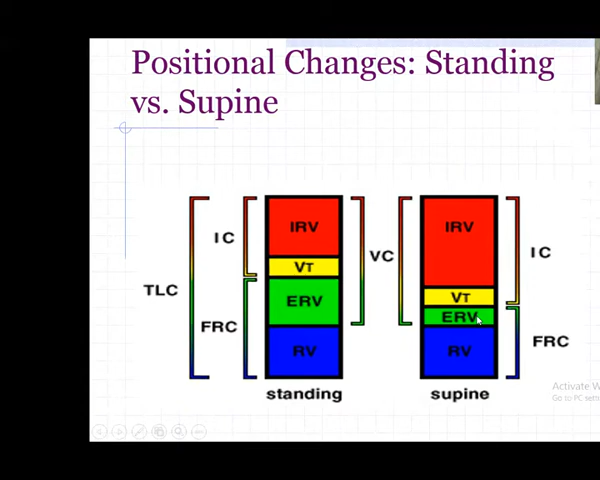 Positional Changes: Standing
vs. Supine
IRV
IRV
IC
VC
IC
VT
TLC
ERV
VT
ERV
FRC
FRC
RV
RV
standing
supine
Activate W
Go to PC sett